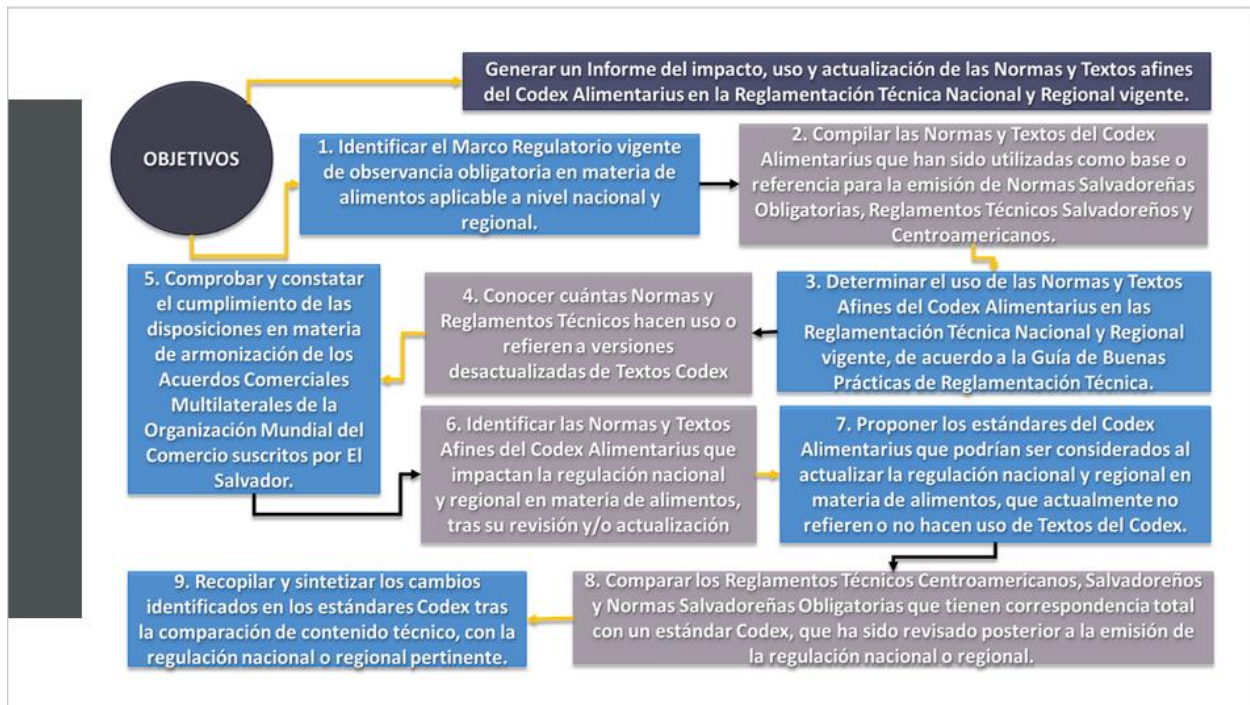 Generar un Informe del impacto, uso y actualización de las Normas y Textos afines
del Codex Alimentarius en la Reglamentación Técnica Nacional y Regional vigente.
OBJETIVOS
1. Identificar el Marco Regulatorio vigente
de observancia obligatoria en materia de
alimentos aplicable a nivel nacional y
regional.
2. Compilar las Normas y Textos del Codex
Alimentarius que han sido utilizadas como base o
referencia para la emisión de Normas Salvadoreñas
Obligatorias, Reglamentos Técnicos Salvadoreños y
Centroamericanos.
3. Determinar el uso de las Normas y Textos
Afines del Codex Alimentarius en las
Reglamentación Técnica Nacional y Regional
vigente, de acuerdo a la Guía de Buenas
Prácticas de Reglamentación Técnica.
4. Conocer cuántas Normas y
Reglamentos Técnicos hacen uso o
refieren a versiones
desactualizadas de Textos Codex
5. Comprobar y constatar
el cumplimiento de las
disposiciones en materia
de armonización de los
Acuerdos Comerciales
Multilaterales de la
Organización Mundial del
Comercio suscritos por El
Salvador.
6. Identificar las Normas y Textos
Afines del Codex Alimentarius que
impactan la regulación nacional
y regional en materia de alimentos,
tras su revisión y/o actualización
7. Proponer los estándares del Codex
Alimentarius que podrían ser considerados al
actualizar la regulación nacional y regional en
materia de alimentos, que actualmente no
refieren o no hacen uso de Textos del Codex.
8. Comparar los Reglamentos Técnicos Centroamericanos, Salvadoreños
y Normas Salvadoreñas Obligatorias que tienen correspondencia total
con un estándar Codex, que ha sido revisado posterior a la emisión de
la regulación nacional o regional.
9. Recopilar y sintetizar los cambios
identificados en los estándares Codex tras
la comparación de contenido técnico, con la
regulación nacional o regional pertinente.